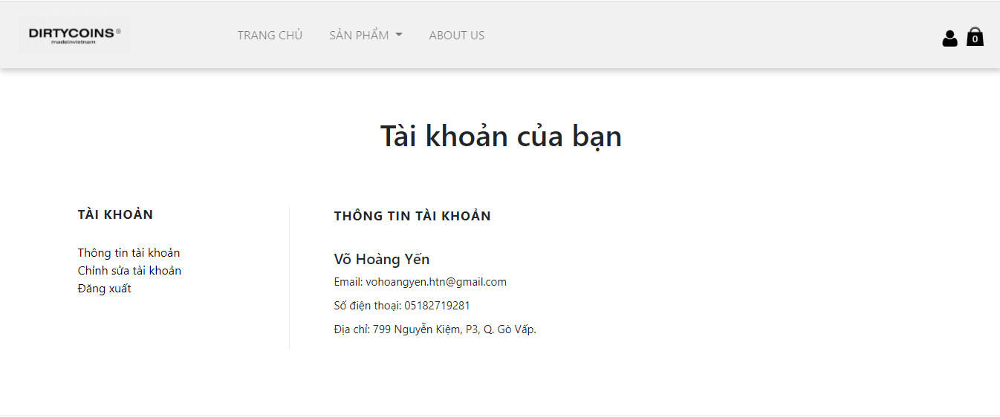 DIRTYCOINS®
madeinvietnam
TRANG CHỦ
SẢN PHẨM
ABOUT US
0
Tài khoản của bạn
TÀI KHOẢN
Thông tin tài khoản
Chỉnh sửa tài khoản
Đăng xuất
THÔNG TIN TÀI KHOẢN
Võ Hoàng Yến
Email: vohoangyen.htn@gmail.com
Số điện thoại: 05182719281
Địa chỉ: 799 Nguyễn Kiệm, P3, Q. Gò Vấp.